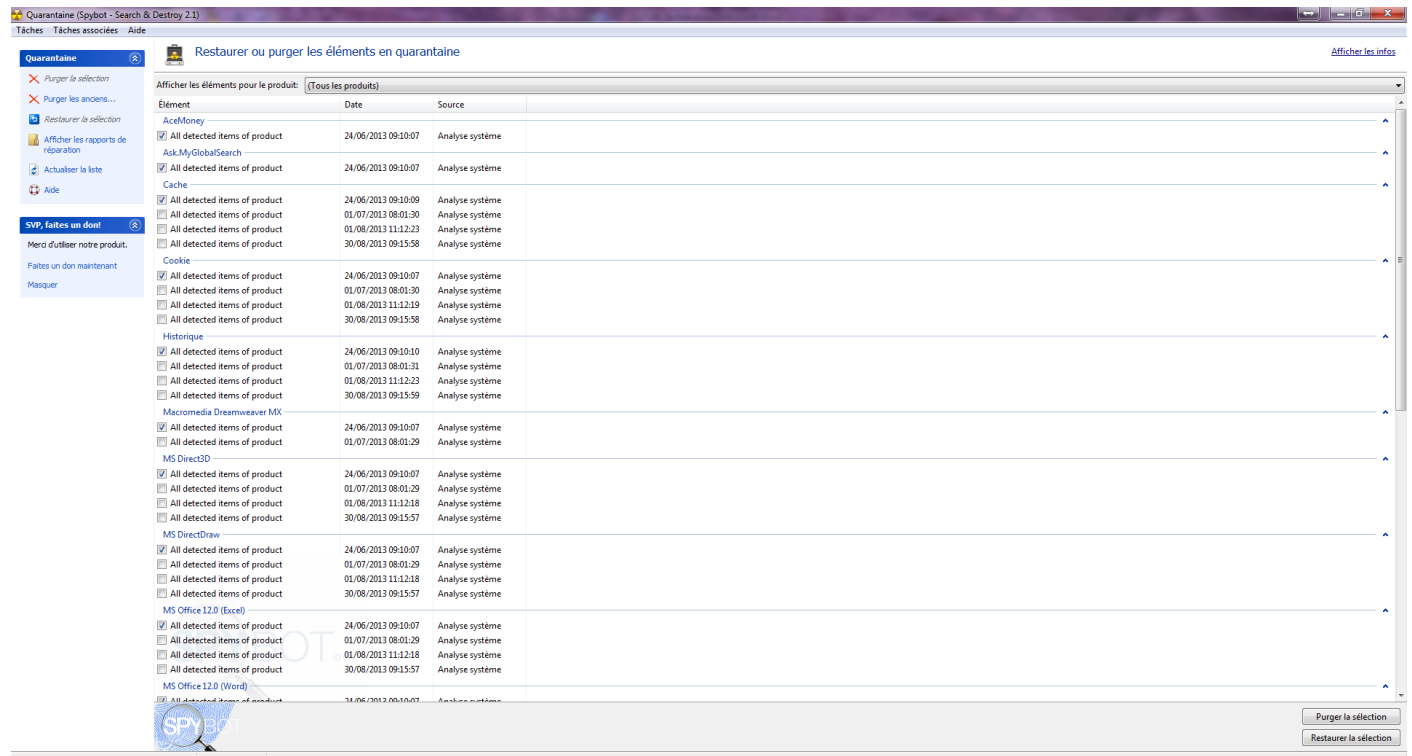 Quarantaine (Spybot - Search & Destroy 2.1)
Tâches Tâches associées Aide
Quarantaine
Purger la sélection
Purger les anciens...
Restaurer la sélection
Afficher les rapports de
réparation
Actualiser la liste
Aide
SVP, faites un don!
Merci d'utiliser notre produit.
Faites un don maintenant
Masquer
Restaurer ou purger les éléments en quarantaine
Afficher les infos
Afficher les éléments pour le produit: (Tous les produits)
Élément Date Source
AceMoney
All detected items of product 24/06/2013 09:10:07 Analyse système
Ask.MyGlobalSearch
All detected items of product 24/06/2013 09:10:07 Analyse système
Cache
All detected items of product 24/06/2013 09:10:09 Analyse système
All detected items of product 01/07/2013 08:01:30 Analyse système
All detected items of product 01/08/2013 11:12:23 Analyse système
All detected items of product 30/08/2013 09:15:58 Analyse système
Cookie
All detected items of product 24/06/2013 09:10:07 Analyse système
All detected items of product 01/07/2013 08:01:30 Analyse système
All detected items of product 01/08/2013 11:12:19 Analyse système
All detected items of product 30/08/2013 09:15:58 Analyse système
Historique
All detected items of product 24/06/2013 09:10:10 Analyse système
All detected items of product 01/07/2013 08:01:31 Analyse système
All detected items of product 01/08/2013 11:12:23 Analyse système
All detected items of product 30/08/2013 09:15:59 Analyse système
Macromedia Dreamweaver MX
All detected items of product 24/06/2013 09:10:07 Analyse système
All detected items of product 01/07/2013 08:01:29 Analyse système
MS Direct3D
All detected items of product 24/06/2013 09:10:07 Analyse système
All detected items of product 01/07/2013 08:01:29 Analyse système
All detected items of product 01/08/2013 11:12:18 Analyse système
All detected items of product 30/08/2013 09:15:57 Analyse système
MS DirectDraw
All detected items of product 24/06/2013 09:10:07 Analyse système
All detected items of product 01/07/2013 08:01:29 Analyse système
All detected items of product 01/08/2013 11:12:18 Analyse système
All detected items of product 30/08/2013 09:15:57 Analyse système
MS Office 12.0 (Excel)
All detected items of product 24/06/2013 09:10:07 Analyse système
All detected items of product 01/07/2013 08:01:29 Analyse système
All detected items of product 01/08/2013 11:12:18 Analyse système
All detected items of product 30/08/2013 09:15:57 Analyse système
MS Office 12.0 (Word)
All detected items of product 24/06/2013 09:10:07 Analyse système
SPYBOT
Purger la sélection
Restaurer la sélection